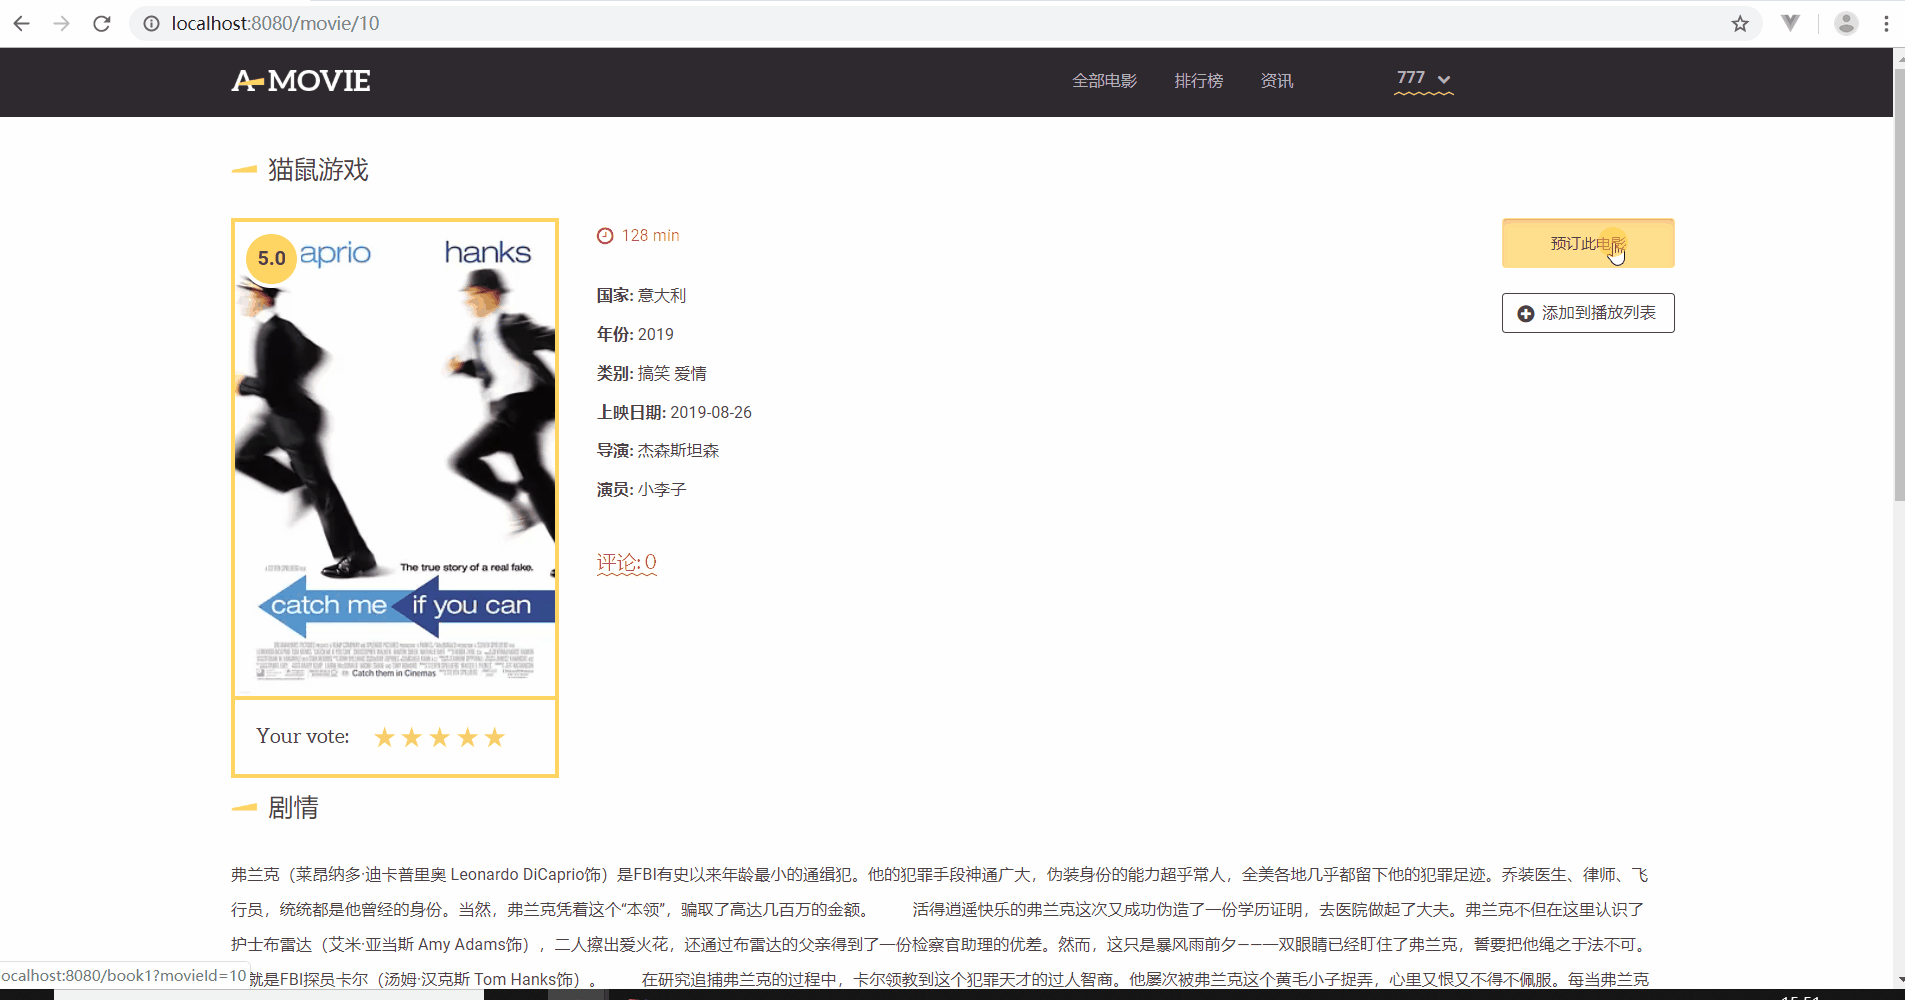 localhost:8080/movie/10
A MOVIE
全部电影 排行榜 资讯 777
猫鼠游戏
5.0 aprio hanks
128 min
预订此电影
国家: 意大利
添加到播放列表
年份: 2019
类别: 搞笑 爱情
上映日期: 2019-08-26
导演: 杰森斯坦森
演员: 小李子
评论: 0
The true story of a real fake.
catch me if you can
Catch them in Cinemas
Your vote:
剧情
弗兰克（莱昂纳多·迪卡普里奥 Leonardo DiCaprio饰）是FBI有史以来年龄最小的通缉犯。他的犯罪手段神通广大，伪装身份的能力超乎常人，全美各地几乎都留下他的犯罪足迹。乔装医生、律师、飞
行员，统统都是他曾经的身份。当然，弗兰克凭着这个“本领”，骗取了高达几百万的金额。 活得逍遥快乐的弗兰克这次又成功伪造了一份学历证明，去医院做起了大夫。弗兰克不但在这里认识了
护士布雷达（艾米·亚当斯 Amy Adams饰），二人擦出爱火花，还通过布雷达的父亲得到了一份检察官助理的优差。然而，这只是暴风雨前夕———双眼睛已经盯住了弗兰克，誓要把他绳之于法不可。
就是FBI探员卡尔（汤姆·汉克斯 Tom Hanks饰）。 在研究追捕弗兰克的过程中，卡尔领教到这个犯罪天才的过人智商。他屡次被弗兰克这个黄毛小子捉弄，心里又恨又不得不佩服。每当弗兰克
ocalhost:8080/book1?movieId=10